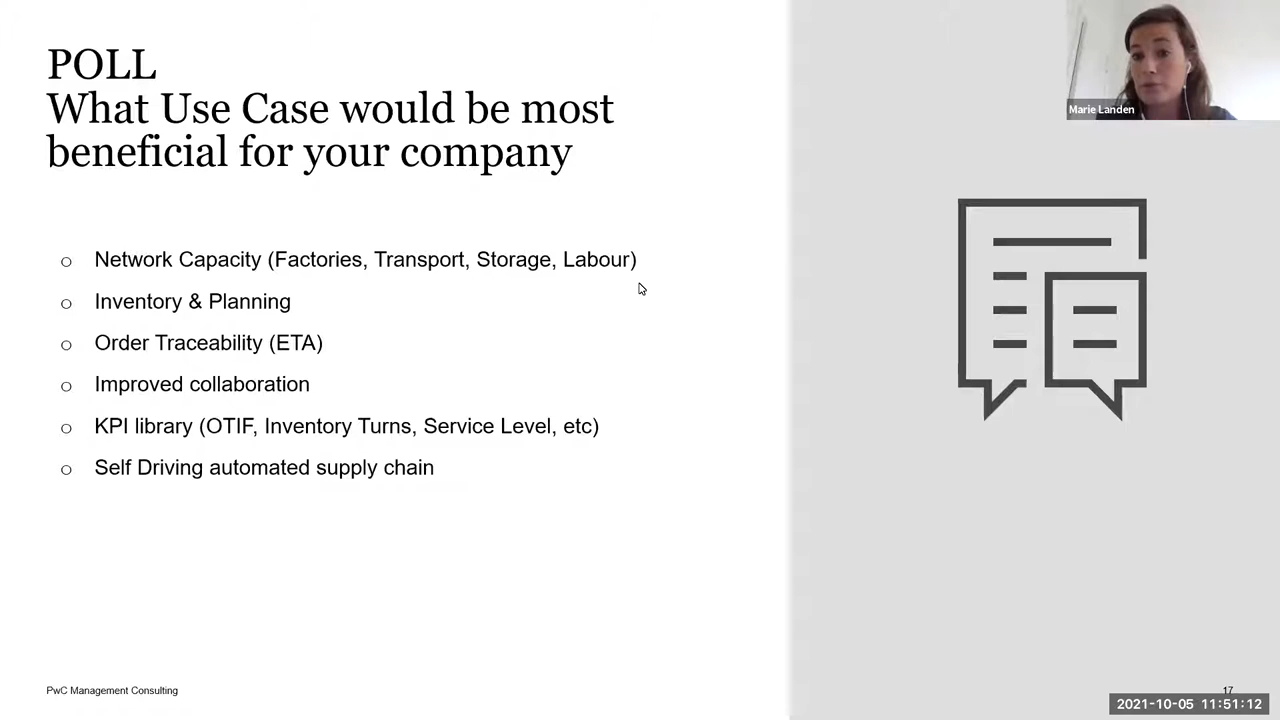 POLL
What Use Case would be most
beneficial for your company
Marie Landen
o Network Capacity (Factories, Transport, Storage, Labour)
o Inventory & Planning
o Order Traceability (ETA)
o Improved collaboration
o KPI library (OTIF, Inventory Turns, Service Level, etc)
o Self Driving automated supply chain
PwC Management Consulting
17
2021-10-05 11:51:12